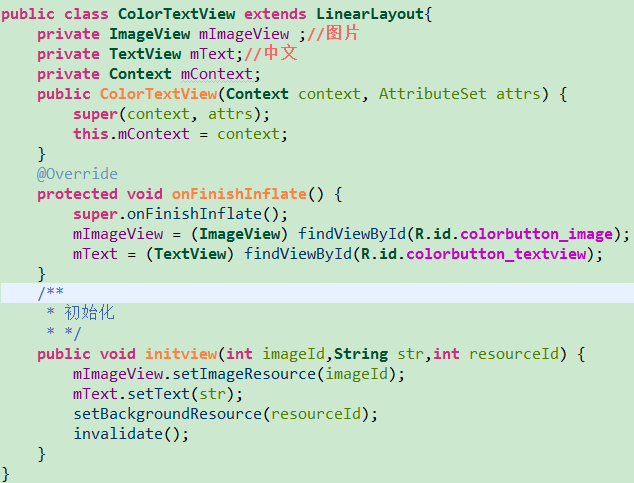 public class ColorTextView extends LinearLayout{
    private ImageView mImageView ;//图片
    private TextView mText;//中文
    private Context mContext;
    public ColorTextView(Context context, AttributeSet attrs) {
        super(context, attrs);
        this.mContext = context;
    }
    @Override
    protected void onFinishInflate() {
        super.onFinishInflate();
        mImageView = (ImageView) findViewById(R.id.colorbutton_image);
        mText = (TextView) findViewById(R.id.colorbutton_textview);
    }
    /**
     * 初始化
     * */
    public void initview(int imageId,String str,int resourceId) {
        mImageView.setImageResource(imageId);
        mText.setText(str);
        setBackgroundResource(resourceId);
        invalidate();
    }
}